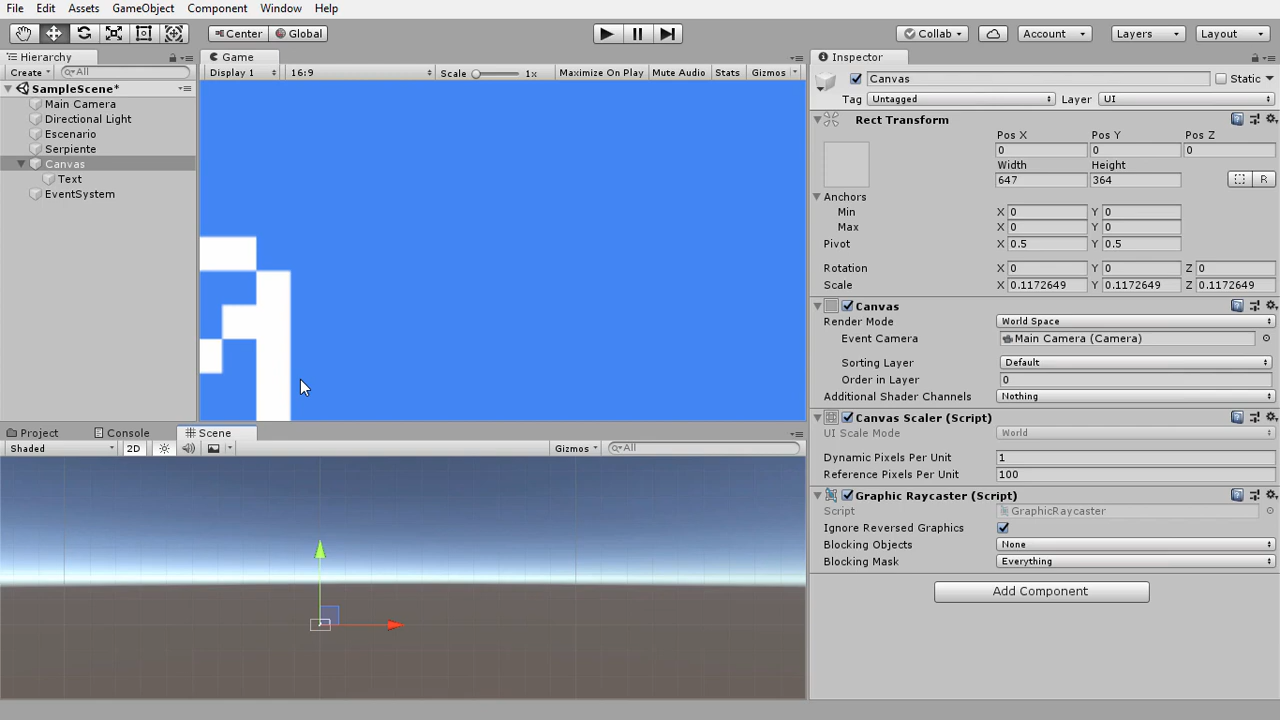 File Edit Assets GameObject Component Window Help
Center Global Collab Account Layers Layout
Hierarchy
Create All
SampleScene*
Main Camera
Directional Light
Escenario
Serpiente
Canvas
Text
EventSystem
Game
Display 1 16:9 Scale 1x Maximize On Play Mute Audio Stats Gizmos
Project Console Scene
Shaded 2D Gizmos All
Inspector
Canvas Static
Tag Untagged Layer UI
Rect Transform
Pos X Pos Y Pos Z
0 0 0
Width Height
647 364 R
Anchors
Min X 0 Y 0
Max X 0 Y 0
Pivot X 0.5 Y 0.5
Rotation X 0 Y 0 Z 0
Scale X 0.1172649 Y 0.1172649 Z 0.1172649
Canvas
Render Mode World Space
Event Camera Main Camera (Camera)
Sorting Layer Default
Order in Layer 0
Additional Shader Channels Nothing
Canvas Scaler (Script)
UI Scale Mode World
Dynamic Pixels Per Unit 1
Reference Pixels Per Unit 100
Graphic Raycaster (Script)
Script GraphicRaycaster
Ignore Reversed Graphics
Blocking Objects None
Blocking Mask Everything
Add Component